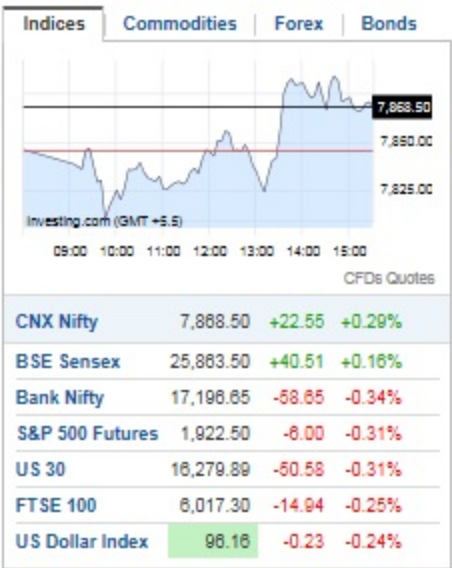 Indices Commodities Forex Bonds
7,868.50
7,850.00
7,825.00
Investing.com (GMT +5.5)
09:00 10:00 11:00 12:00 13:00 14:00 15:00
CFDs Quotes
CNX Nifty 7,868.50 +22.55 +0.29%
BSE Sensex 25,863.50 +40.51 +0.16%
Bank Nifty 17,196.65 -58.65 -0.34%
S&P 500 Futures 1,922.50 -6.00 -0.31%
US 30 16,279.89 -50.58 -0.31%
FTSE 100 6,017.30 -14.94 -0.25%
US Dollar Index 96.16 -0.23 -0.24%